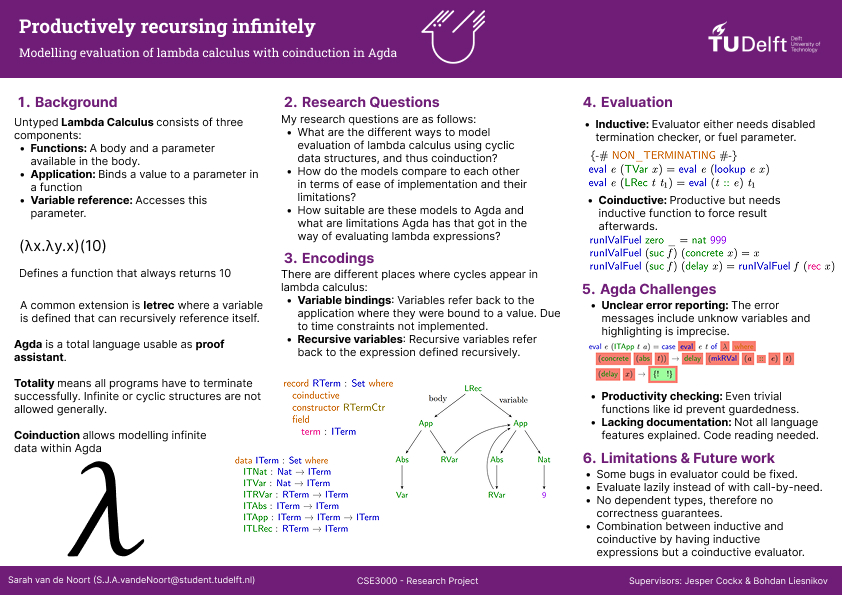 Productively recursing infinitely
Modelling evaluation of lambda calculus with coinduction in Agda
TUDelft
Delft
University of
Technology
1. Background
Untyped Lambda Calculus consists of three
components:
• Functions: A body and a parameter
available in the body.
• Application: Binds a value to a parameter in
a function
• Variable reference: Accesses this
parameter.
(λx.λy.x)(10)
Defines a function that always returns 10
A common extension is letrec where a variable
is defined that can recursively reference itself.
Agda is a total language usable as proof
assistant.
Totality means all programs have to terminate
successfully. Infinite or cyclic structures are not
allowed generally.
Coinduction allows modelling infinite
data within Agda
λ
2. Research Questions
My research questions are as follows:
• What are the different ways to model
evaluation of lambda calculus using cyclic
data structures, and thus coinduction?
• How do the models compare to each other
in terms of ease of implementation and their
limitations?
• How suitable are these models to Agda and
what are limitations Agda has that got in the
way of evaluating lambda expressions?
3. Encodings
There are different places where cycles appear in
lambda calculus:
• Variable bindings: Variables refer back to the
application where they were bound to a value. Due
to time constraints not implemented.
• Recursive variables: Recursive variables refer
back to the expression defined recursively.
record RTerm : Set where
coinductive
constructor RTermCtr
field
term : ITerm
data ITerm : Set where
ITNat : Nat → ITerm
ITVar : Nat → ITerm
ITRVar : RTerm → ITerm
ITAbs : ITerm → ITerm
ITApp : ITerm → ITerm → ITerm
ITLRec : RTerm → ITerm
LRec
body variable
App App
Abs RVar Abs Nat
Var RVar 9
4. Evaluation
• Inductive: Evaluator either needs disabled
termination checker, or fuel parameter.
{-# NON_TERMINATING #-}
eval e (TVar x) = eval e (lookup e x)
eval e (LRec t t₁) = eval (t :: e) t₁
• Coinductive: Productive but needs
inductive function to force result
afterwards.
runIValFuel zero _ = nat 999
runIValFuel (suc f) (concrete x) = x
runIValFuel (suc f) (delay x) = runIValFuel f (rec x)
5. Agda Challenges
• Unclear error reporting: The error
messages include unknow variables and
highlighting is imprecise.
eval e (ITApp t a) = case eval e t of λ where
(concrete (abs t)) → delay (mkRVal (a :: e) t)
(delay x) → {! !}
• Productivity checking: Even trivial
functions like id prevent guardedness.
• Lacking documentation: Not all language
features explained. Code reading needed.
6. Limitations & Future work
• Some bugs in evaluator could be fixed.
• Evaluate lazily instead of with call-by-need.
• No dependent types, therefore no
correctness guarantees.
• Combination between inductive and
coinductive by having inductive
expressions but a coinductive evaluator.
Sarah van de Noort (S.J.A.vandeNoort@student.tudelft.nl)
CSE3000 - Research Project
Supervisors: Jesper Cockx & Bohdan Liesnikov